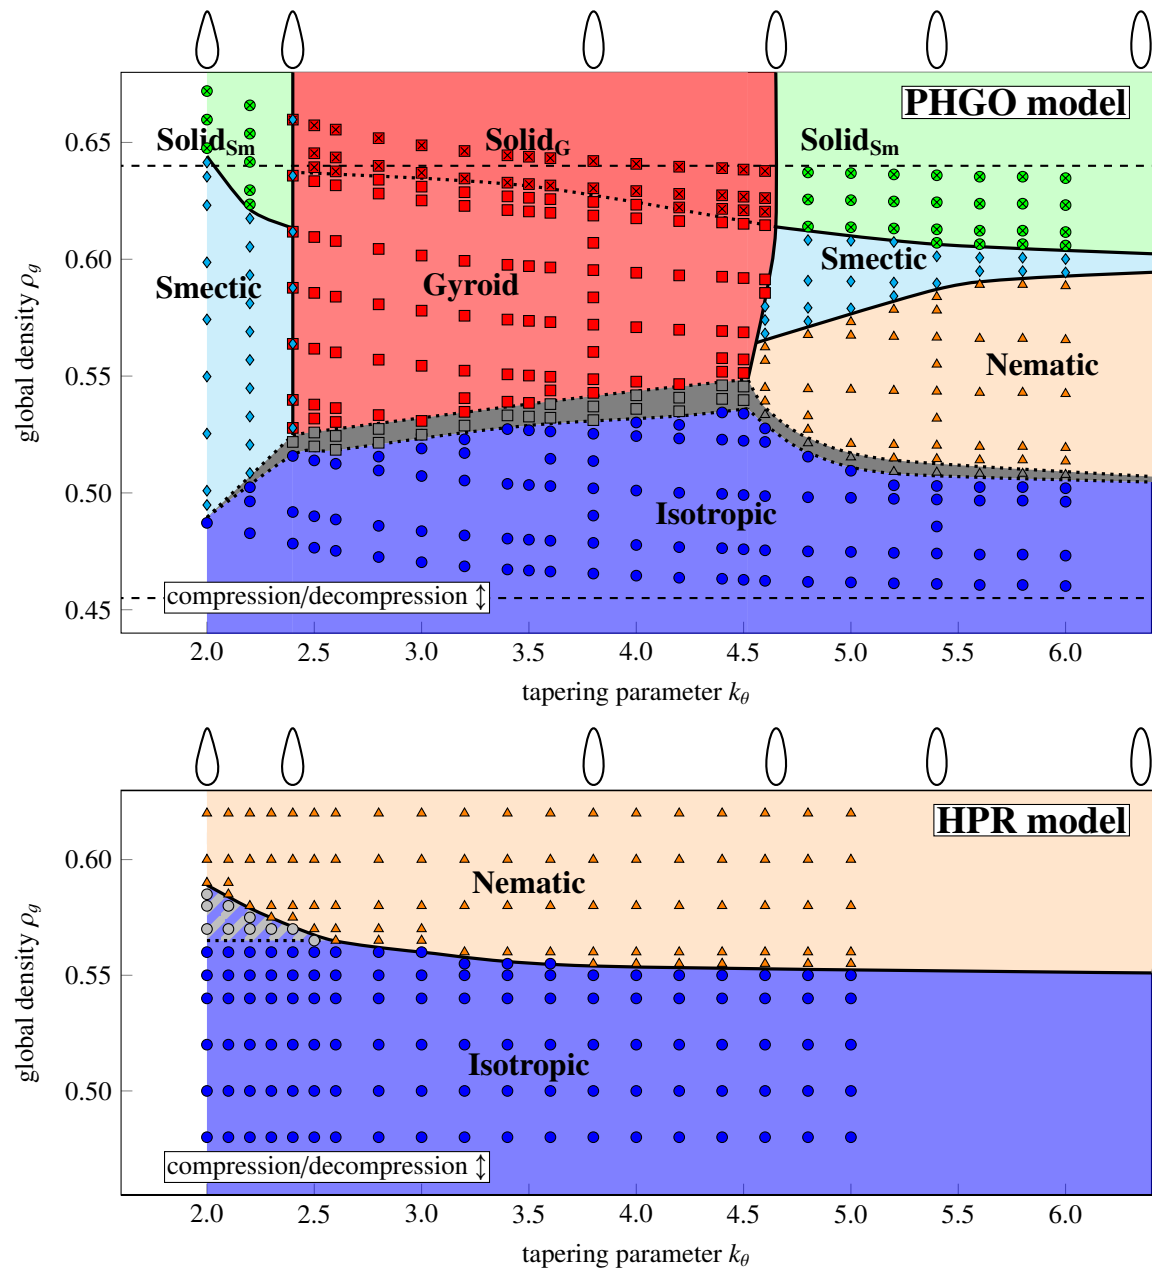 PHGO model
0.65
Solid_Sm
Solid_G
Solid_Sm
0.60
Smectic
Smectic
Gyroid
0.55
Nematic
0.50
Isotropic
compression/decompression ↕
0.45
global density ρ_g
2.0 2.5 3.0 3.5 4.0 4.5 5.0 5.5 6.0
tapering parameter k_θ
HPR model
0.60
Nematic
0.55
Isotropic
0.50
compression/decompression ↕
global density ρ_g
2.0 2.5 3.0 3.5 4.0 4.5 5.0 5.5 6.0
tapering parameter k_θ